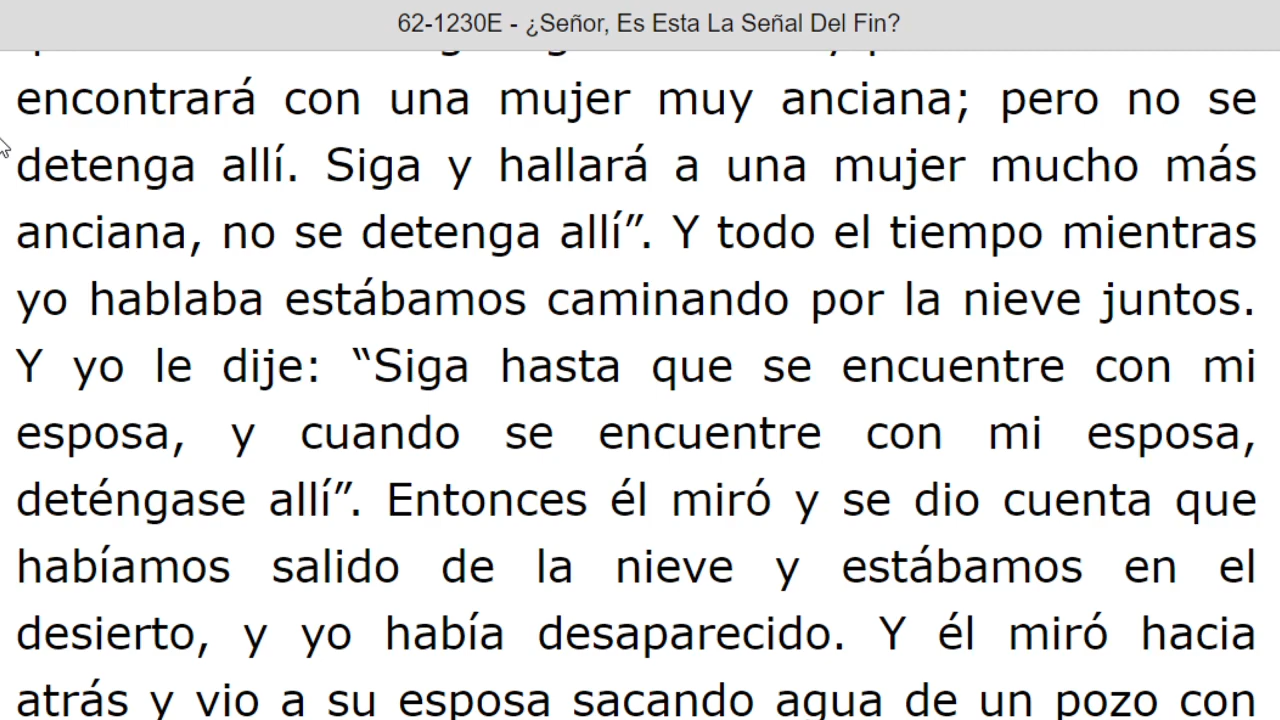 62-1230E - ¿Señor, Es Esta La Señal Del Fin?
encontrará con una mujer muy anciana; pero no se
detenga allí. Siga y hallará a una mujer mucho más
anciana, no se detenga allí”. Y todo el tiempo mientras
yo hablaba estábamos caminando por la nieve juntos.
Y yo le dije: “Siga hasta que se encuentre con mi
esposa, y cuando se encuentre con mi esposa,
deténgase allí”. Entonces él miró y se dio cuenta que
habíamos salido de la nieve y estábamos en el
desierto, y yo había desaparecido. Y él miró hacia
atrás y vio a su esposa sacando agua de un pozo con